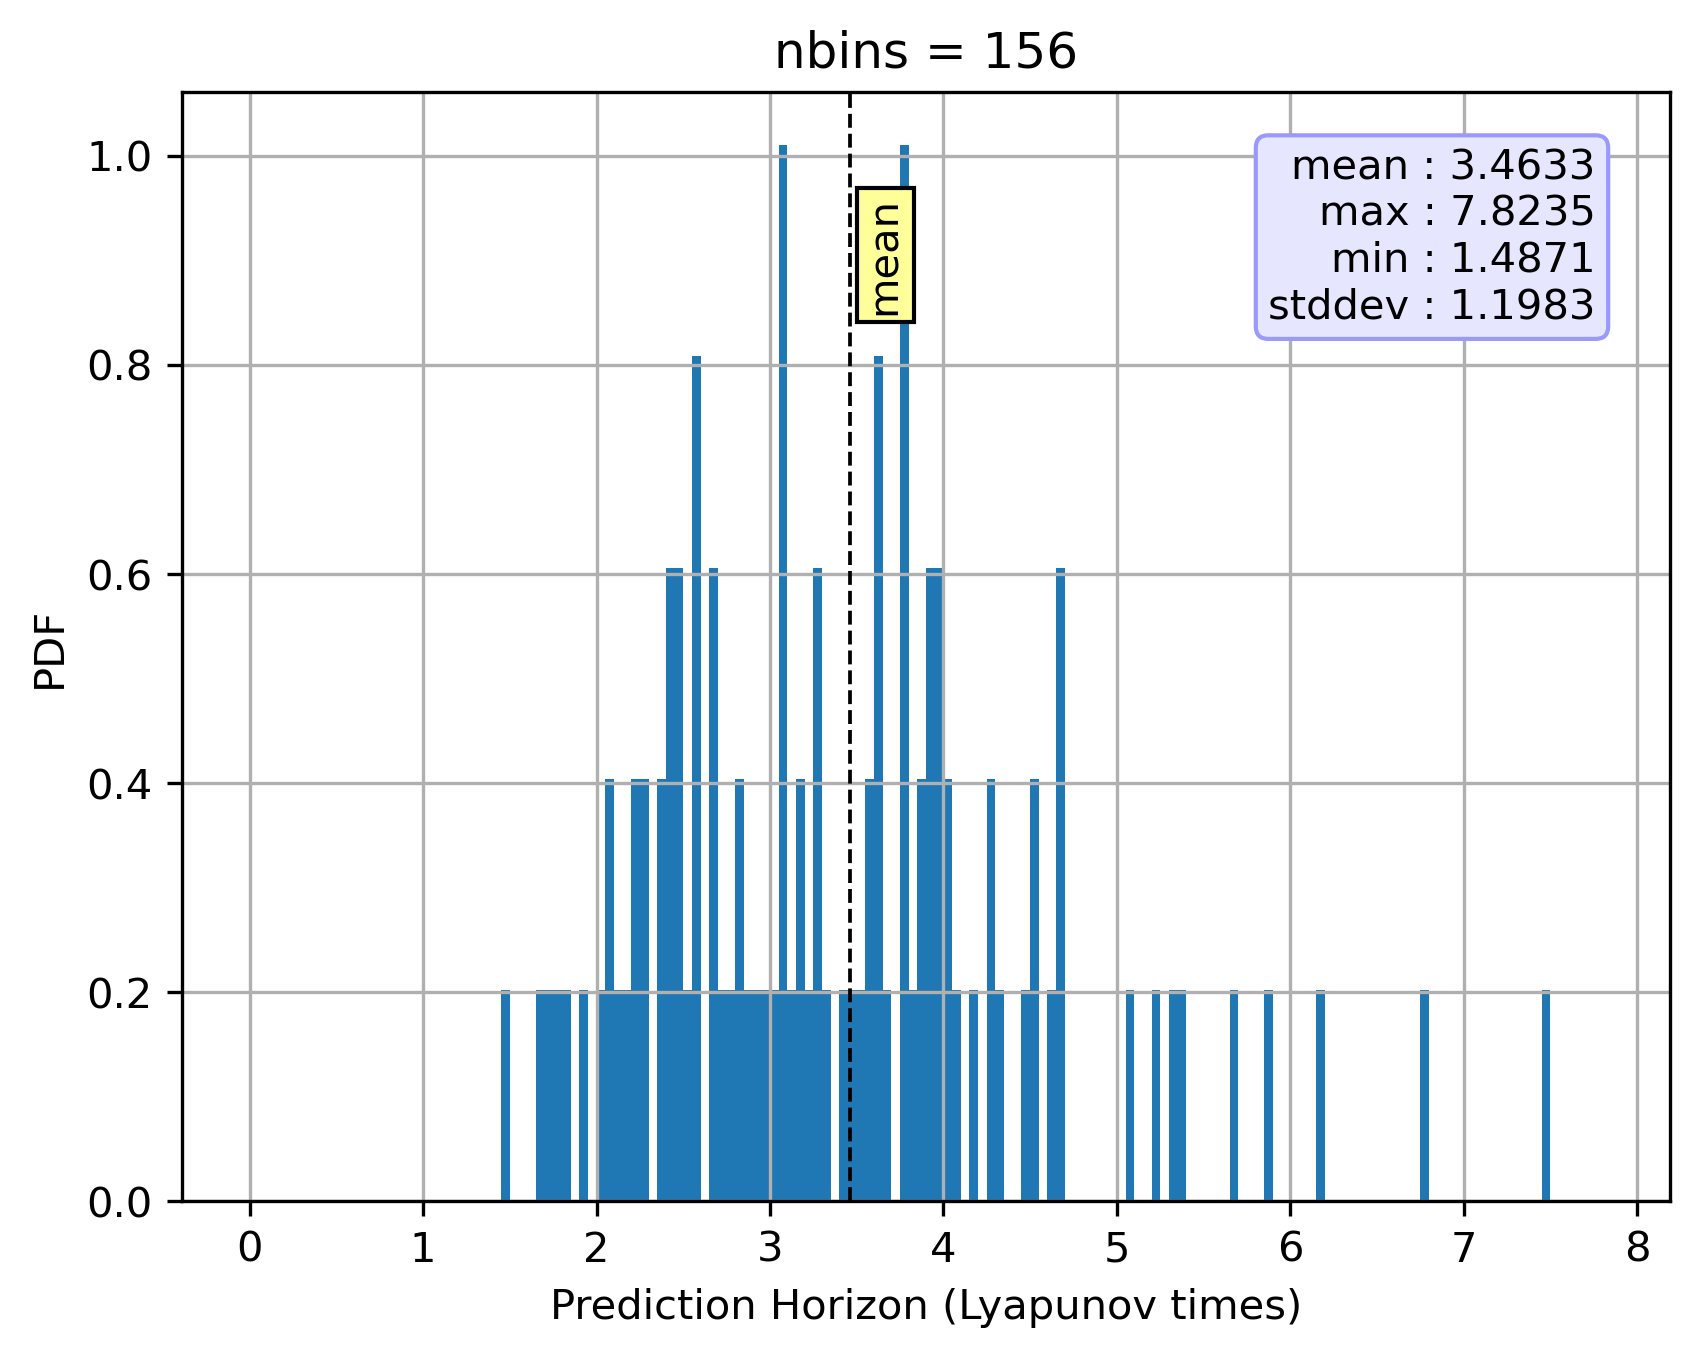 nbins = 156
mean : 3.4633
max : 7.8235
min : 1.4871
stddev : 1.1983
mean
PDF
1.0
0.8
0.6
0.4
0.2
0.0
0 1 2 3 4 5 6 7 8
Prediction Horizon (Lyapunov times)